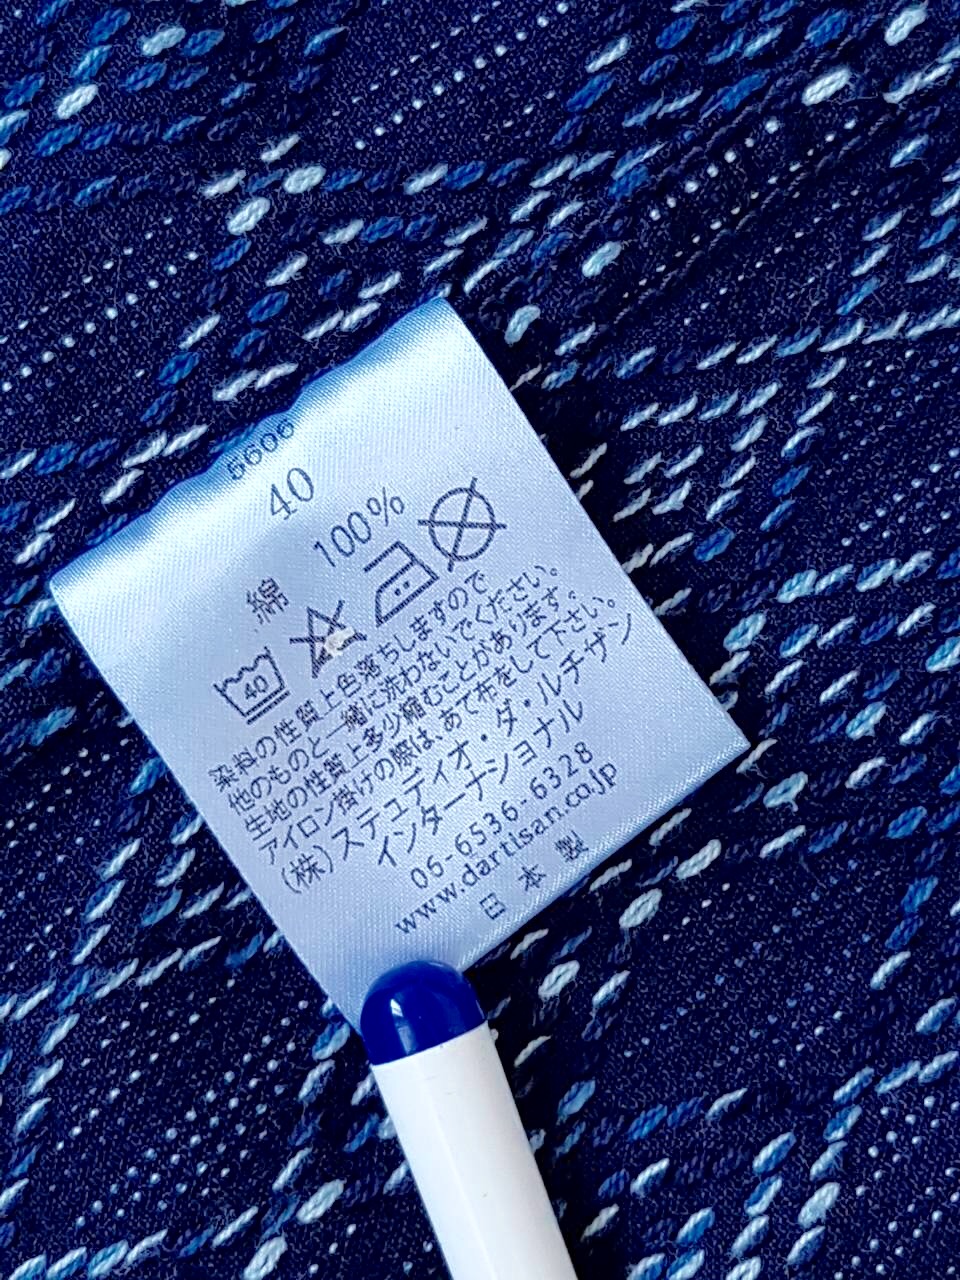 5606
40
綿 100%
40
染料の性質上色落ちしますので
他のものと一緒に洗わないでください。
生地の性質上多少縮むことがあります。
アイロン掛けの際は、あて布をして下さい。
(株)ステュディオ・ダ・ルチザン
インターナショナル
06-6536-6328
www.dartisan.co.jp
日本製